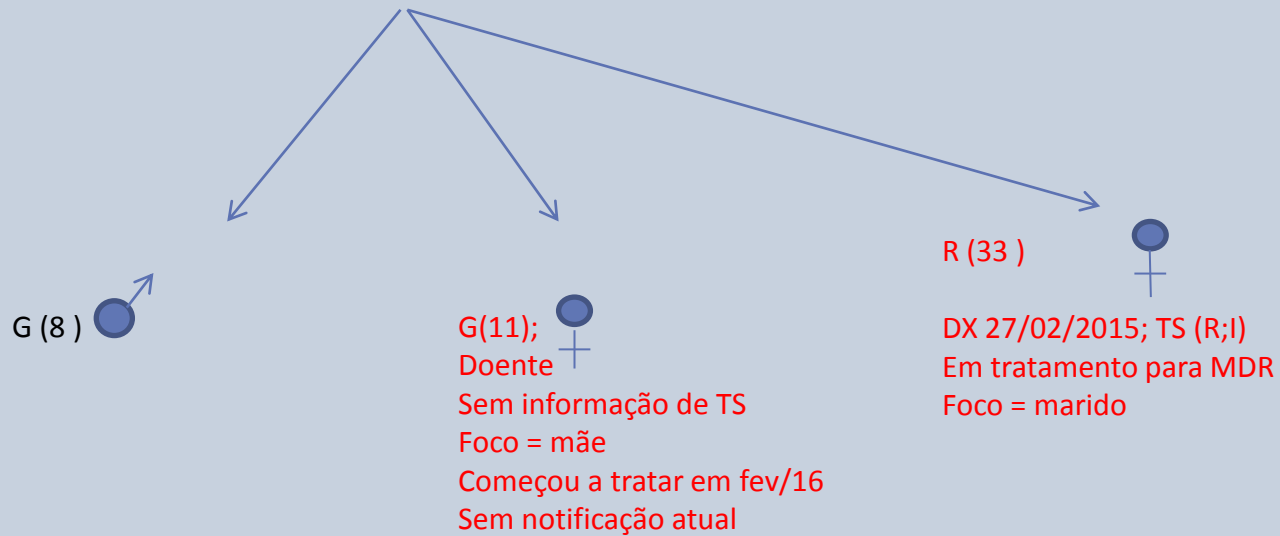 G (8 )
G(11);
Doente
Sem informação de TS
Foco = mãe
Começou a tratar em fev/16
Sem notificação atual
R (33 )
DX 27/02/2015; TS (R;I)
Em tratamento para MDR
Foco = marido